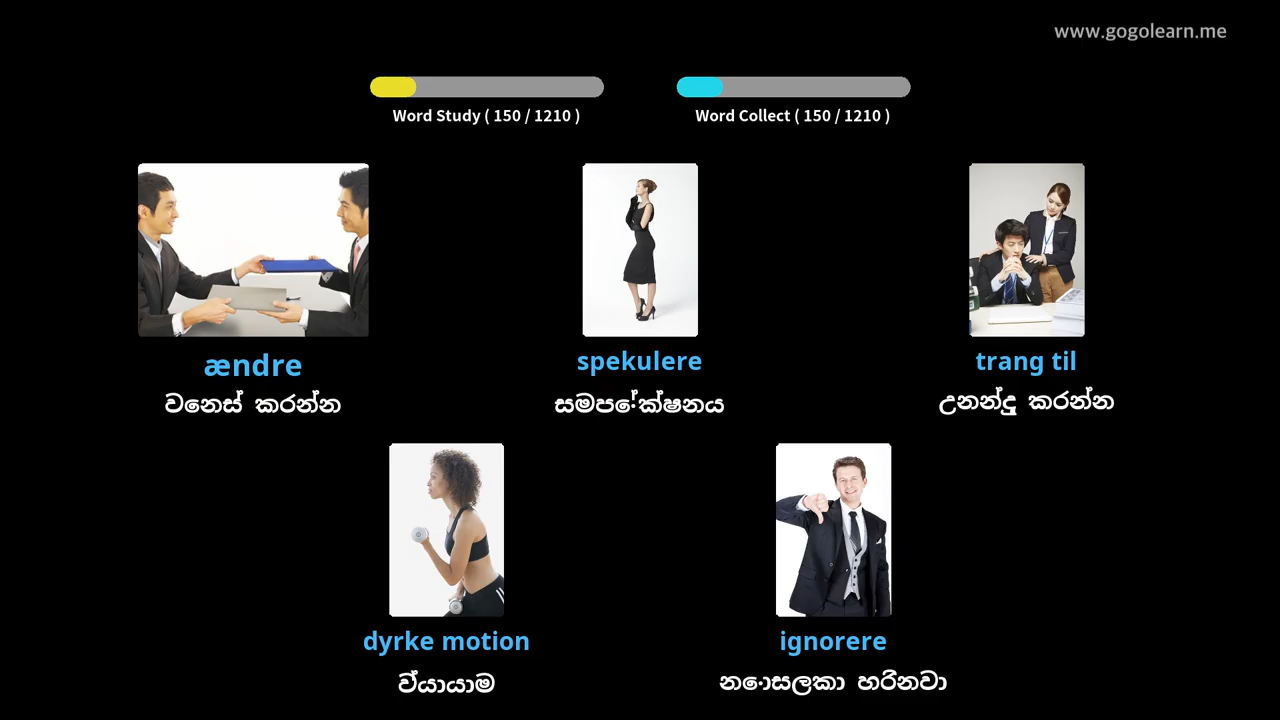 www.gogolearn.me
Word Study ( 150 / 1210 )
Word Collect ( 150 / 1210 )
ændre
වනෙස් කරන්න
spekulere
සමපේක්ෂනය
trang til
උනන්දු කරන්න
dyrke motion
ව්යායාම
ignorere
නොසලකා හරිනවා